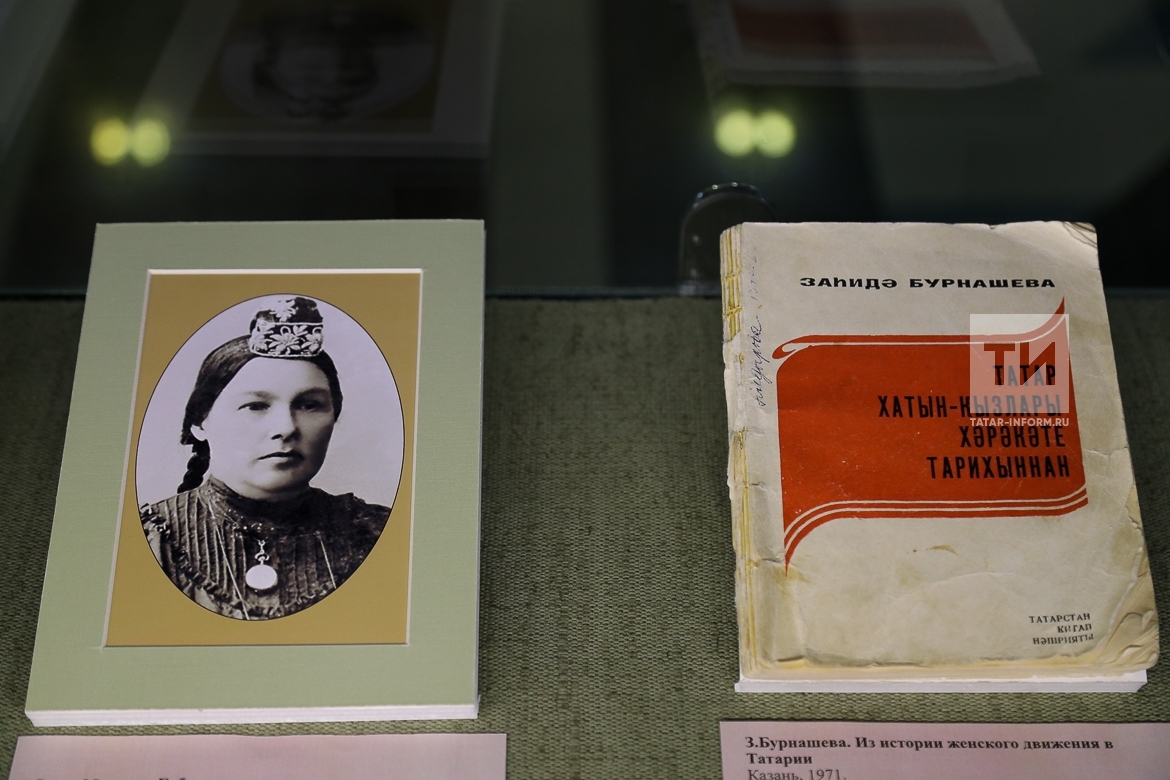 ЗАҺИДӘ БУРНАШЕВА
ТАТАР
ХАТЫН-КЫЗЛАРЫ
ХӘРӘКӘТЕ
ТАРИХЫННАН
ТАТАРСТАН
КИТАП
НӘШРИЯТЫ
ТИ
TATAR-INFORM.RU
З.Бурнашева. Из истории женского движения в
Татарии
Казань, 1971.